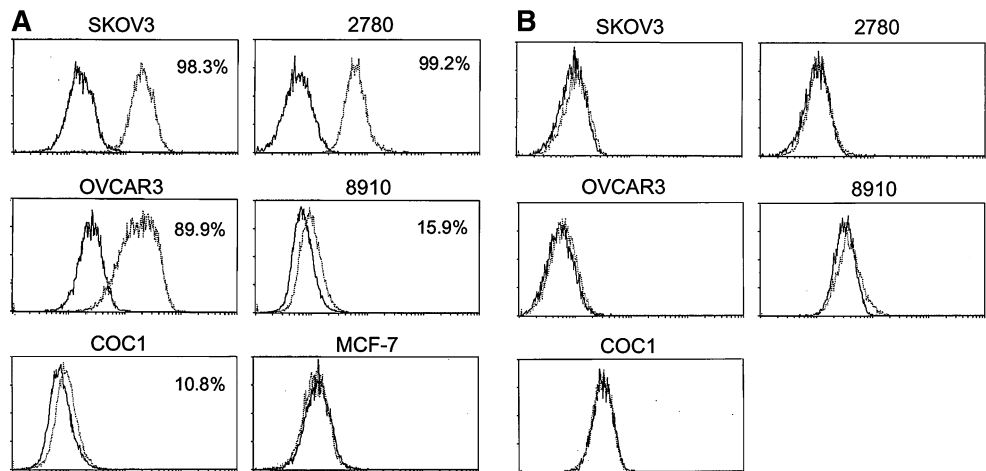 A
SKOV3
2780
98.3%
99.2%
OVCAR3
8910
89.9%
15.9%
COC1
MCF-7
10.8%
B
SKOV3
2780
OVCAR3
8910
COC1